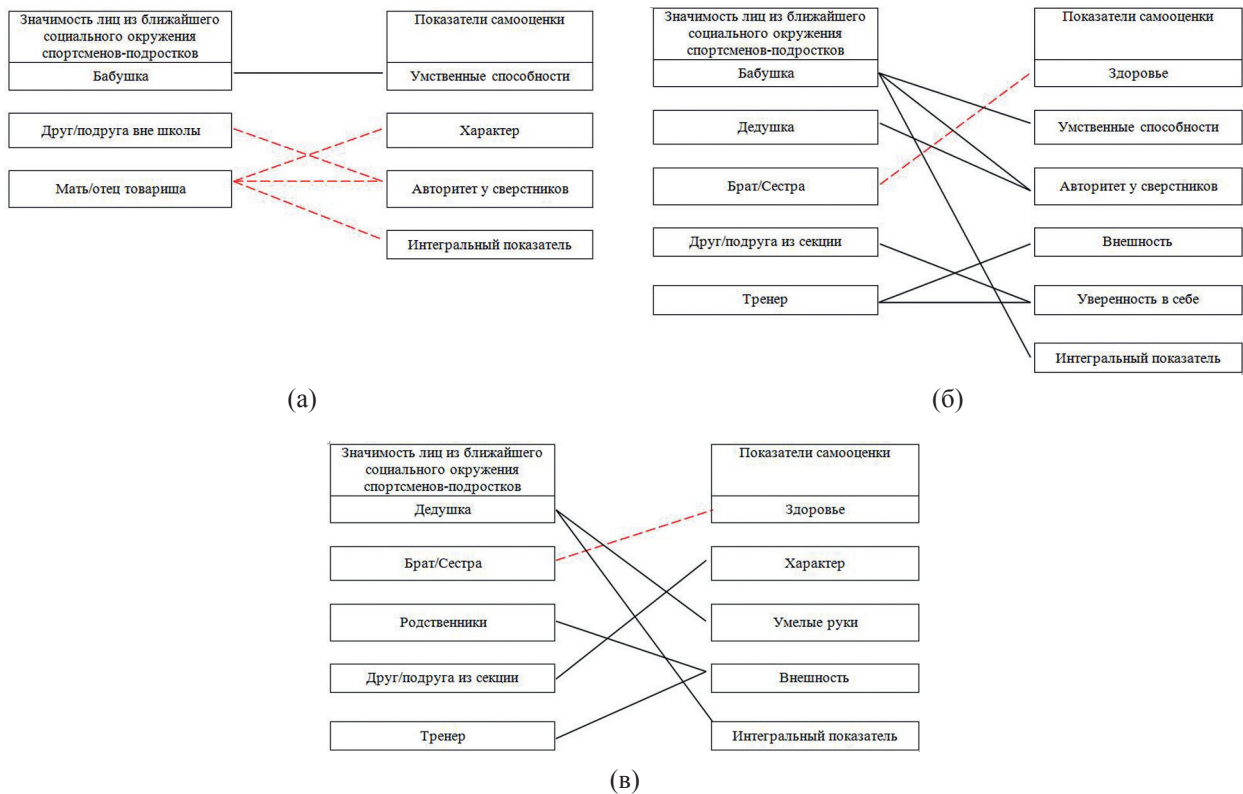 Значимость лиц из ближайшего
социального окружения
спортсменов-подростков
Показатели самооценки
Бабушка
Умственные способности
Друг/подруга вне школы
Характер
Мать/отец товарища
Авторитет у сверстников
Интегральный показатель
(а)
Значимость лиц из ближайшего
социального окружения
спортсменов-подростков
Показатели самооценки
Бабушка
Здоровье
Дедушка
Умственные способности
Брат/Сестра
Авторитет у сверстников
Друг/подруга из секции
Внешность
Тренер
Уверенность в себе
Интегральный показатель
(б)
Значимость лиц из ближайшего
социального окружения
спортсменов-подростков
Показатели самооценки
Дедушка
Здоровье
Брат/Сестра
Характер
Родственники
Умелые руки
Друг/подруга из секции
Внешность
Тренер
Интегральный показатель
(в)